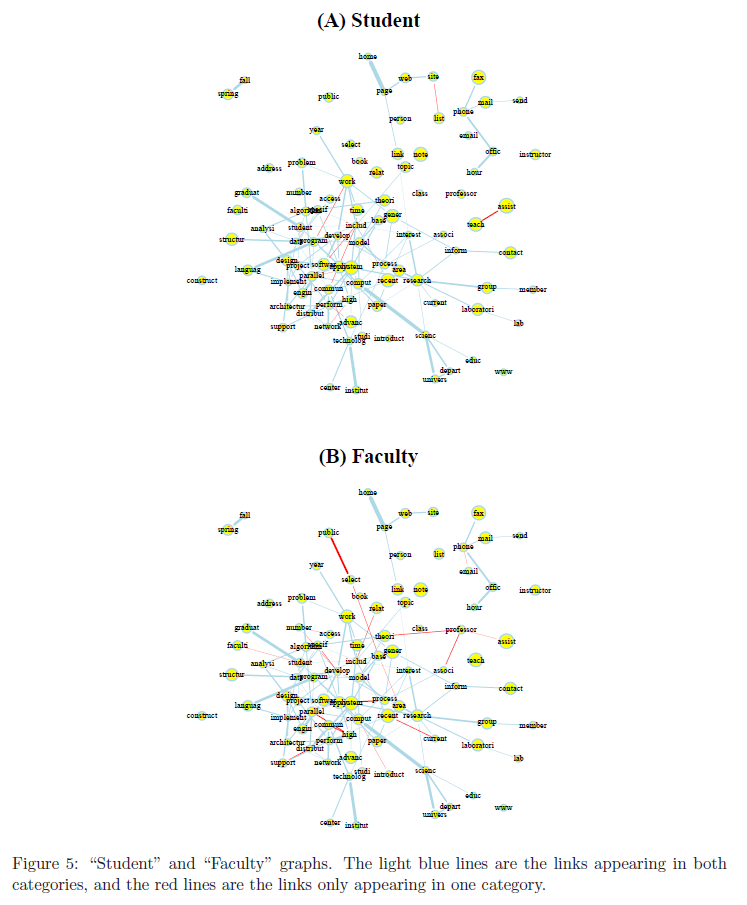 (A) Student
home
web site fax
fall
page
spring public mail send
phone
person list
year email
select offic
link note instructor
book
problem topic
address relat hour
work
graduat number class professor
access theori
assist
faculti algorithm time gener
base
student includ teach
analysi develop interest associ
structur data program model
inform contact
design process
project softwar system area
languag parallel
implement comput recent research
construct commun group member
engin high
architectur perform paper current
distribut laboratori
support network advanc lab
studi
technolog introduct scienc
educ
depart www
univers
center institut
(B) Faculty
home
web site fax
fall
page
spring public mail send
phone
person list
year email
select offic
link note instructor
book
problem topic
address relat hour
work
graduat number class professor
access theori
assist
faculti algorithm time gener
base
student includ teach
analysi develop interest associ
structur data program model
inform contact
design process
project softwar system area
languag parallel
implement comput recent research
construct commun group member
engin high
architectur perform paper current
distribut laboratori
support network advanc lab
studi
technolog introduct scienc
educ
depart www
univers
center institut
Figure 5: “Student” and “Faculty” graphs. The light blue lines are the links appearing in both
categories, and the red lines are the links only appearing in one category.